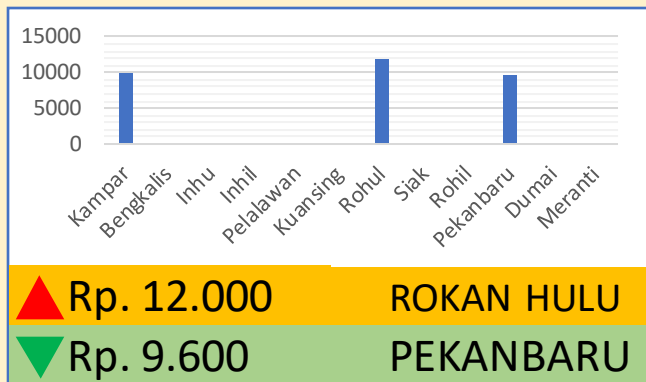 15000
10000
5000
0
Kampar
Bengkalis
Inhu
Inhil
Pelalawan
Kuansing
Rohul
Siak
Rohil
Pekanbaru
Dumai
Meranti
Rp. 12.000 ROKAN HULU
Rp. 9.600 PEKANBARU